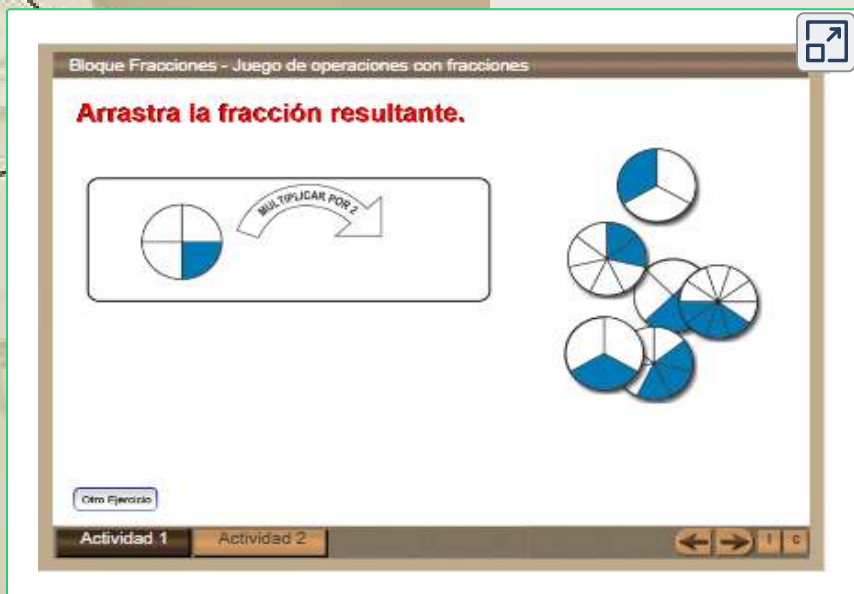 Bloque Fracciones - Juego de operaciones con fracciones
Arrastra la fracción resultante.
MULTIPLICAR POR 2
Otro Ejercicio
Actividad 1
Actividad 2
I
C